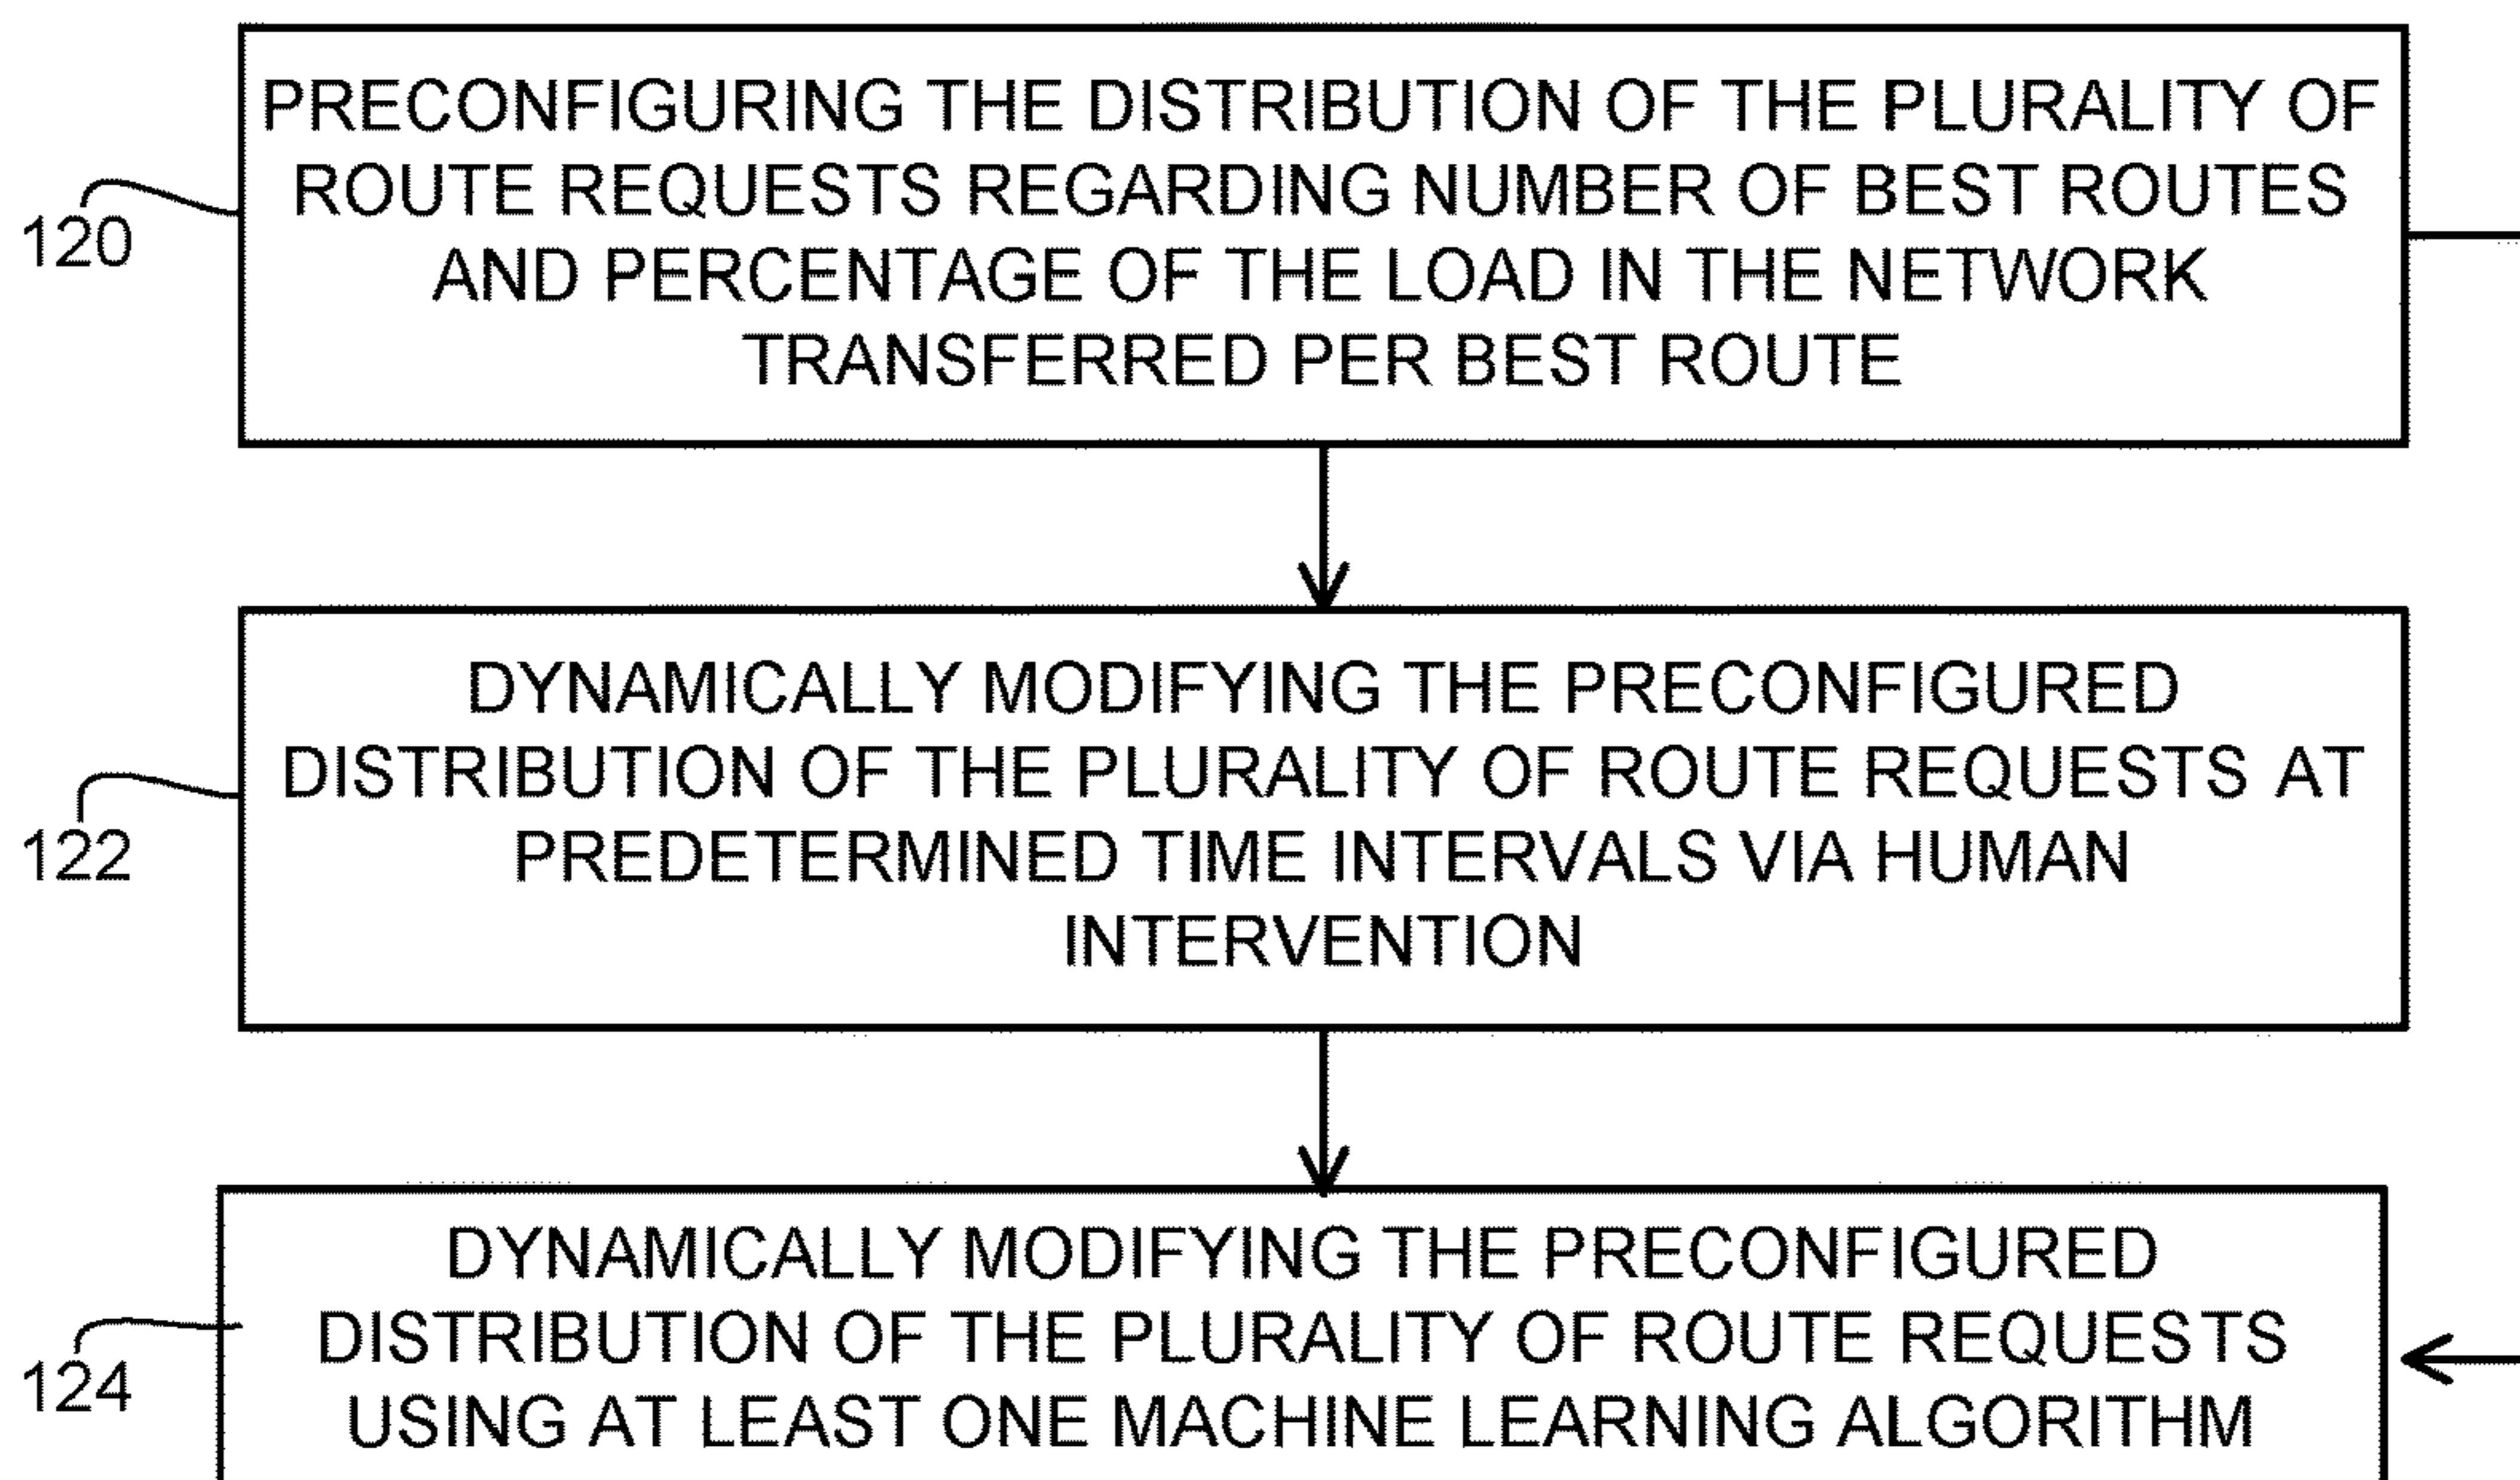 PRECONFIGURING THE DISTRIBUTION OF THE PLURALITY OF
ROUTE REQUESTS REGARDING NUMBER OF BEST ROUTES
AND PERCENTAGE OF THE LOAD IN THE NETWORK
TRANSFERRED PER BEST ROUTE
120
DYNAMICALLY MODIFYING THE PRECONFIGURED
DISTRIBUTION OF THE PLURALITY OF ROUTE REQUESTS AT
PREDETERMINED TIME INTERVALS VIA HUMAN
INTERVENTION
122
DYNAMICALLY MODIFYING THE PRECONFIGURED
DISTRIBUTION OF THE PLURALITY OF ROUTE REQUESTS
USING AT LEAST ONE MACHINE LEARNING ALGORITHM
124